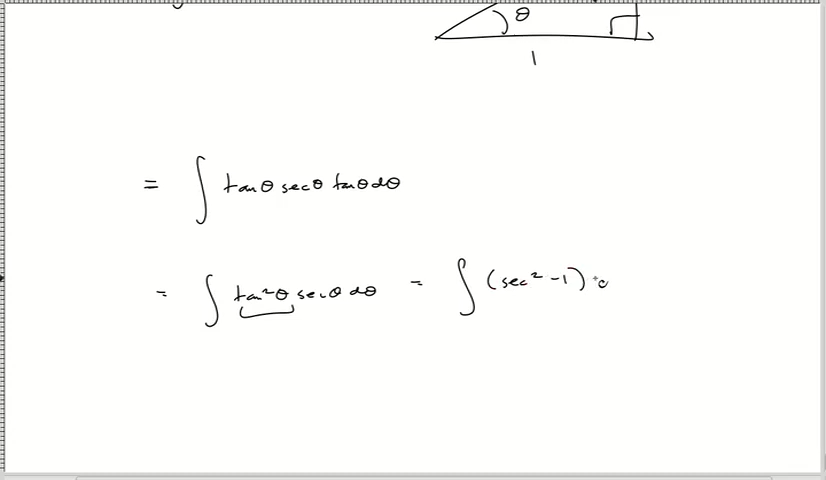 θ
1
= ∫ tanθ secθ tanθ dθ
= ∫ tan²θ secθ dθ = ∫ (sec² -1)